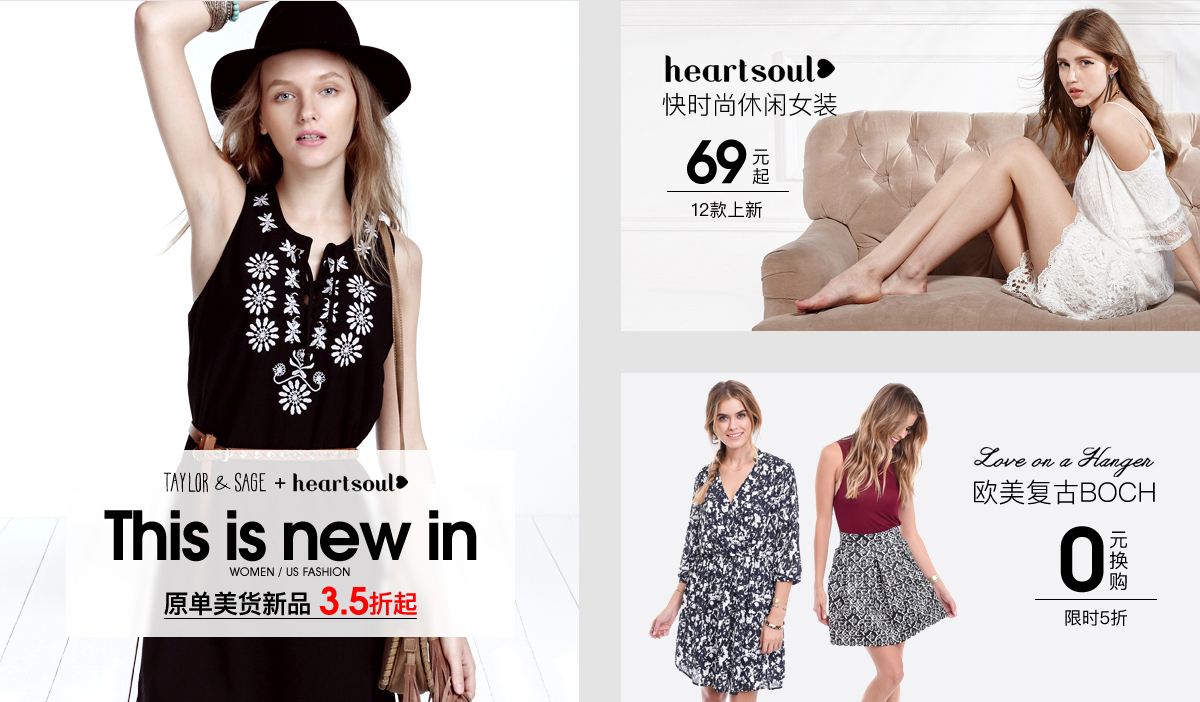 TAYLOR & SAGE + heartsoul
This is new in
WOMEN / US FASHION
原单美货新品 3.5折起
heartsoul
快时尚休闲女装
69元起
12款上新
Love on a Hanger
欧美复古BOCH
0元换购
限时5折